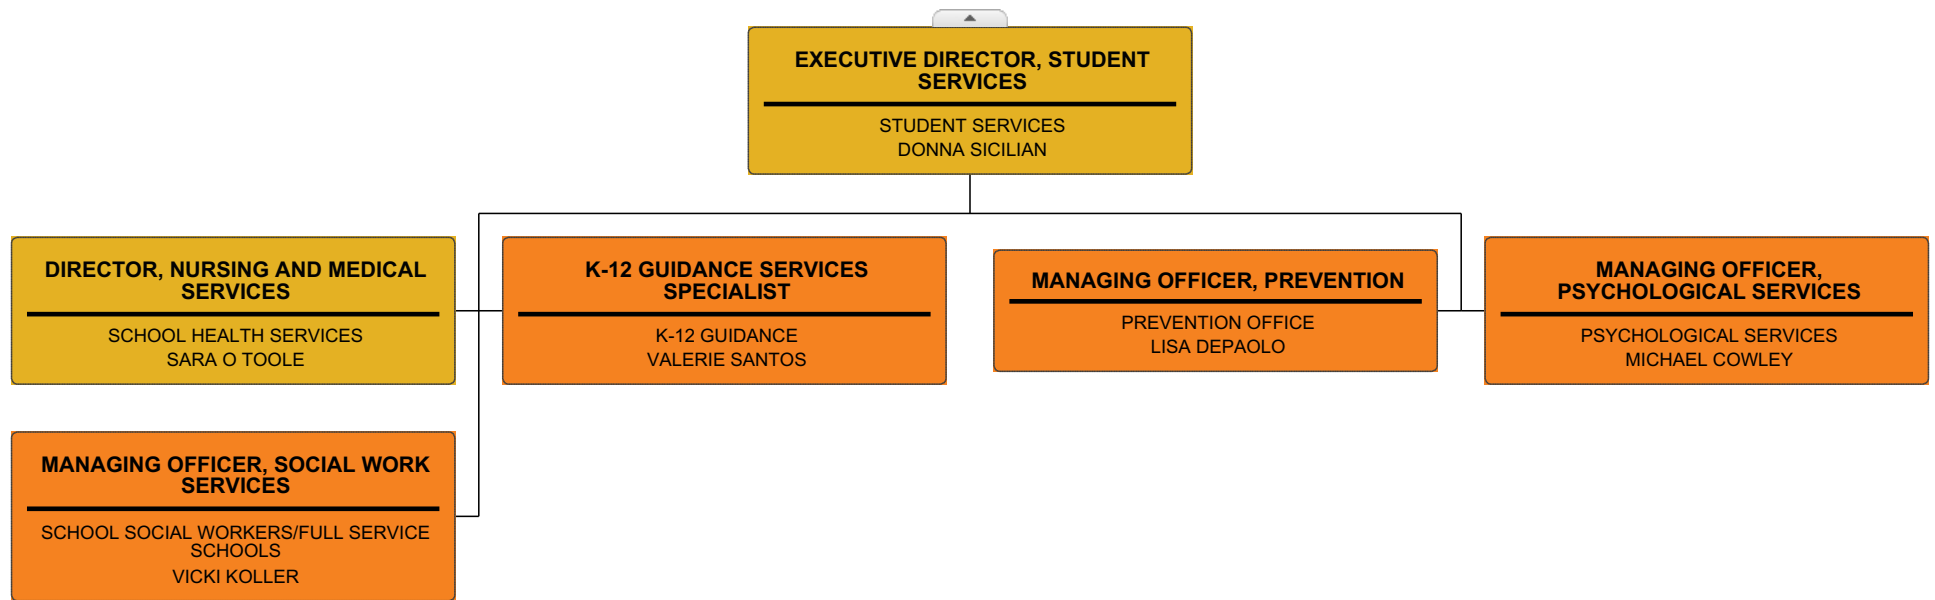 EXECUTIVE DIRECTOR, STUDENT
SERVICES
STUDENT SERVICES
DONNA SICILIAN
DIRECTOR, NURSING AND MEDICAL
SERVICES
SCHOOL HEALTH SERVICES
SARA O TOOLE
K-12 GUIDANCE SERVICES
SPECIALIST
K-12 GUIDANCE
VALERIE SANTOS
MANAGING OFFICER, PREVENTION
PREVENTION OFFICE
LISA DEPAOLO
MANAGING OFFICER,
PSYCHOLOGICAL SERVICES
PSYCHOLOGICAL SERVICES
MICHAEL COWLEY
MANAGING OFFICER, SOCIAL WORK
SERVICES
SCHOOL SOCIAL WORKERS/FULL SERVICE
SCHOOLS
VICKI KOLLER